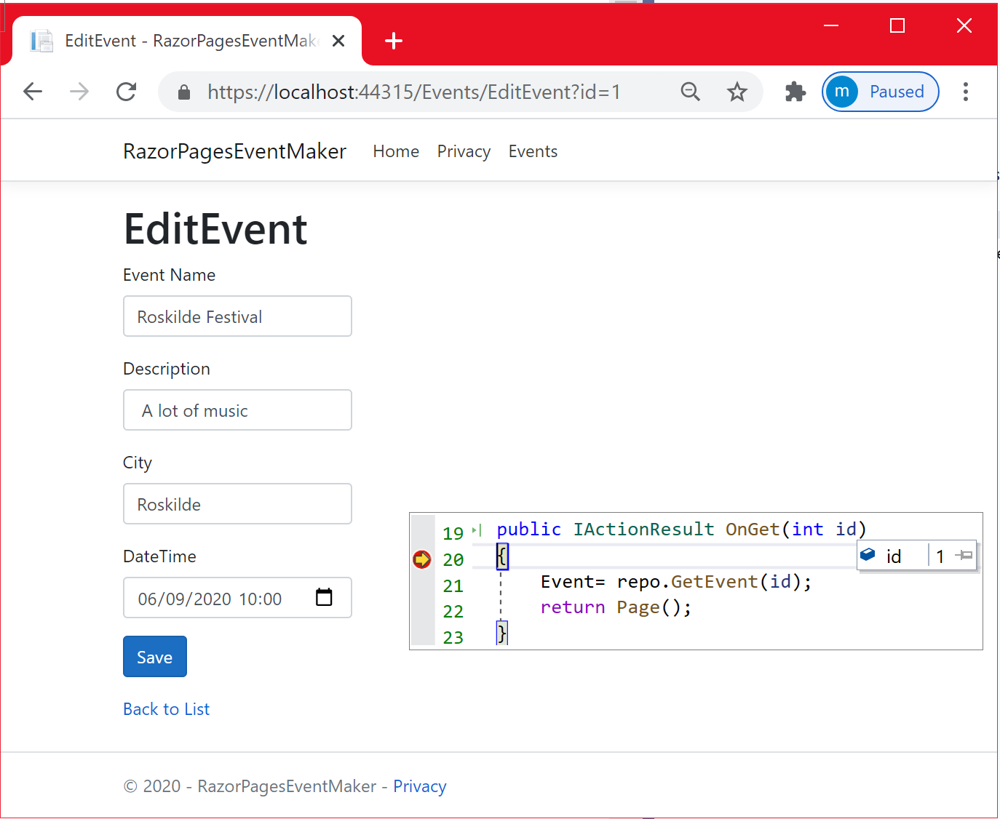 EditEvent - RazorPagesEventMak
https://localhost:44315/Events/EditEvent?id=1
m Paused
RazorPagesEventMaker Home Privacy Events
EditEvent
Event Name
Roskilde Festival
Description
A lot of music
City
Roskilde
DateTime
06/09/2020 10:00
Save
Back to List
19 public IActionResult OnGet(int id)
20 {
id 1
21 Event= repo.GetEvent(id);
22 return Page();
23 }
© 2020 - RazorPagesEventMaker - Privacy